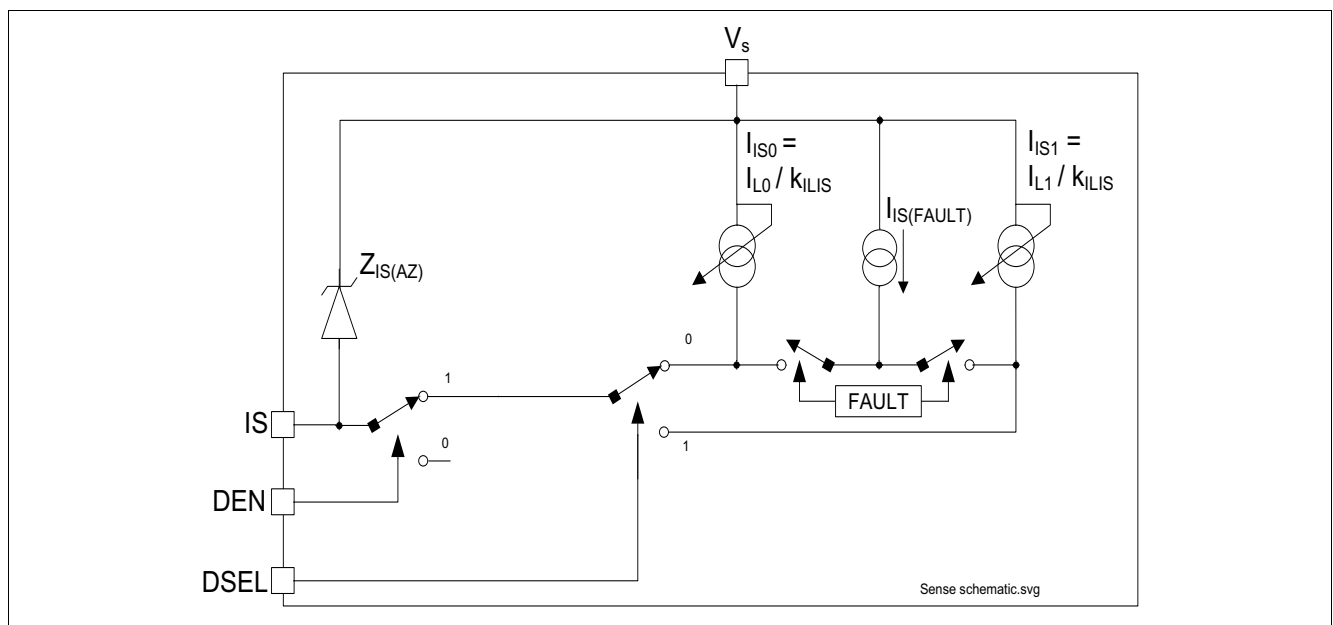 Vs
IIS0 =
IL0 / kILIS
IIS(FAULT)
IIS1 =
IL1 / kILIS
ZIS(AZ)
0
1
FAULT
IS
0
1
DEN
DSEL
Sense schematic.svg